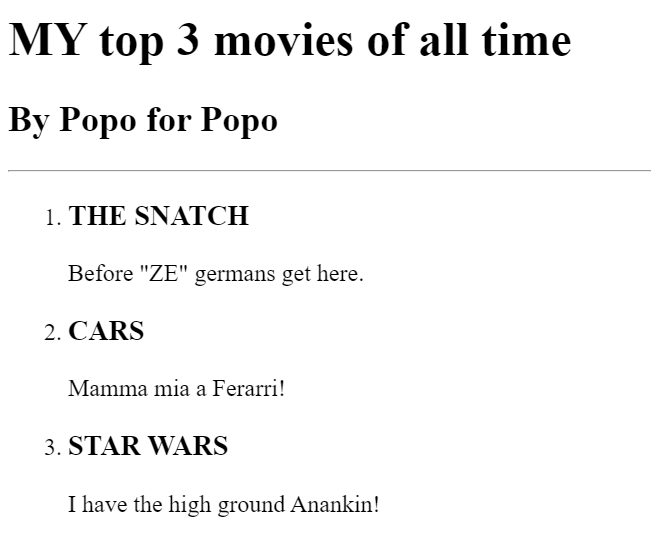 MY top 3 movies of all time
By Popo for Popo
1. THE SNATCH
Before "ZE" germans get here.
2. CARS
Mamma mia a Ferarri!
3. STAR WARS
I have the high ground Anankin!